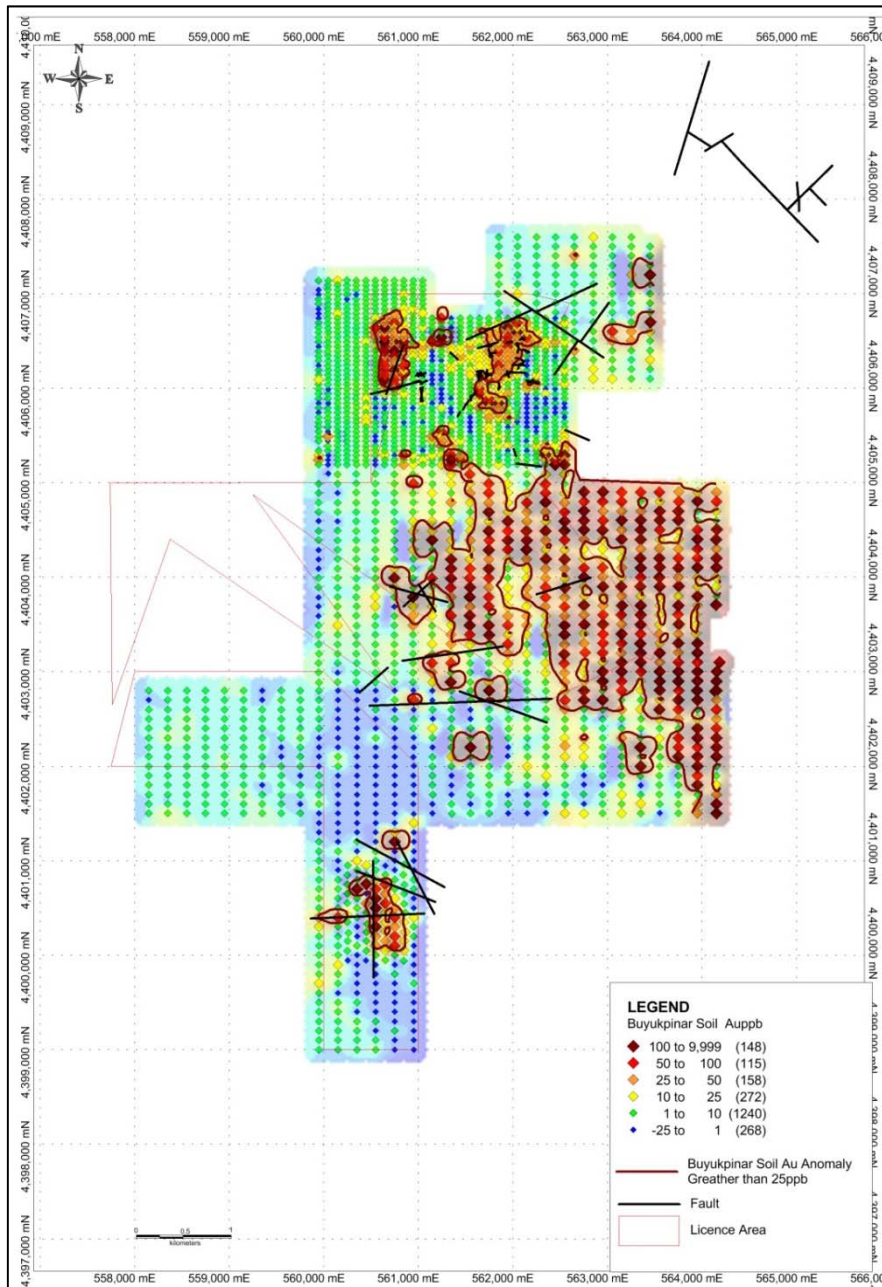 558,000 mE 559,000 mE 560,000 mE 561,000 mE 562,000 mE 563,000 mE 564,000 mE 565,000 mE
N
W E
S
4,409,000 mN
4,408,000 mN
4,407,000 mN
4,406,000 mN
4,405,000 mN
4,404,000 mN
4,403,000 mN
4,402,000 mN
4,401,000 mN
4,400,000 mN
4,399,000 mN
4,398,000 mN
4,397,000 mN
4,409,000 mN
4,408,000 mN
4,407,000 mN
4,406,000 mN
4,405,000 mN
4,404,000 mN
4,403,000 mN
4,402,000 mN
4,401,000 mN
4,400,000 mN
LEGEND
Buyukpinar Soil Auppb
100 to 9,999 (148)
50 to 100 (115)
25 to 50 (158)
10 to 25 (272)
1 to 10 (1240)
-25 to 1 (268)
Buyukpinar Soil Au Anomaly
Greather than 25ppb
Fault
Licence Area
0 0.5 1
kilometers
558,000 mE 559,000 mE 560,000 mE 561,000 mE 562,000 mE 563,000 mE 564,000 mE 565,000 mE